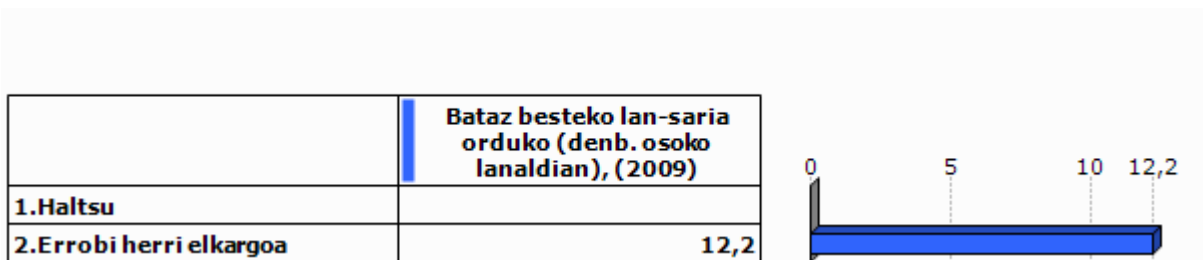 Bataz besteko lan-saria
orduko (denb. osoko
lanaldian), (2009)
0 5 10 12,2
1.Haltsu
2.Errobi herri elkargoa 12,2